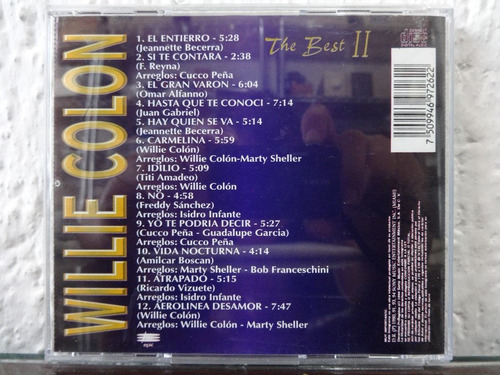 WILLIE COLON
The Best II
1. EL ENTIERRO - 5:28
(Jeannette Becerra)
2. SI TE CONTARA - 2:38
(F. Reyna)
Arreglos: Cucco Peña
3. EL GRAN VARON - 6:04
(Omar Alfanno)
4. HASTA QUE TE CONOCI - 7:14
(Juan Gabriel)
5. HAY QUIEN SE VA - 5:14
(Jeannette Becerra)
6. CARMELINA - 5:59
(Willie Colón)
Arreglos: Willie Colón-Marty Sheller
7. IDILIO - 5:09
(Titi Amadeo)
Arreglos: Willie Colón
8. NO - 4:58
(Freddy Sánchez)
Arreglos: Isidro Infante
9. YO TE PODRIA DECIR - 5:27
(Cucco Peña - Guadalupe García)
Arreglos: Cucco Peña
10. VIDA NOCTURNA - 4:14
(Amilcar Boscan)
Arreglos: Marty Sheller - Bob Franceschini
11. ATRAPADO - 5:15
(Ricardo Vizuete)
Arreglos: Isidro Infante
12. AEROLINEA DESAMOR - 7:47
(Willie Colón)
Arreglos: Willie Colón - Marty Sheller
7 509946 972622